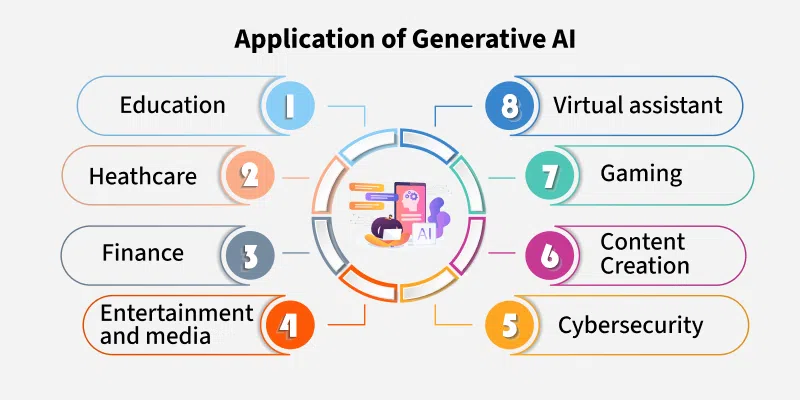 Application of Generative AI
Education
1
Heathcare
2
Finance
3
Entertainment
and media
4
5
Cybersecurity
6
Content
Creation
7
Gaming
8
Virtual assistant
AI